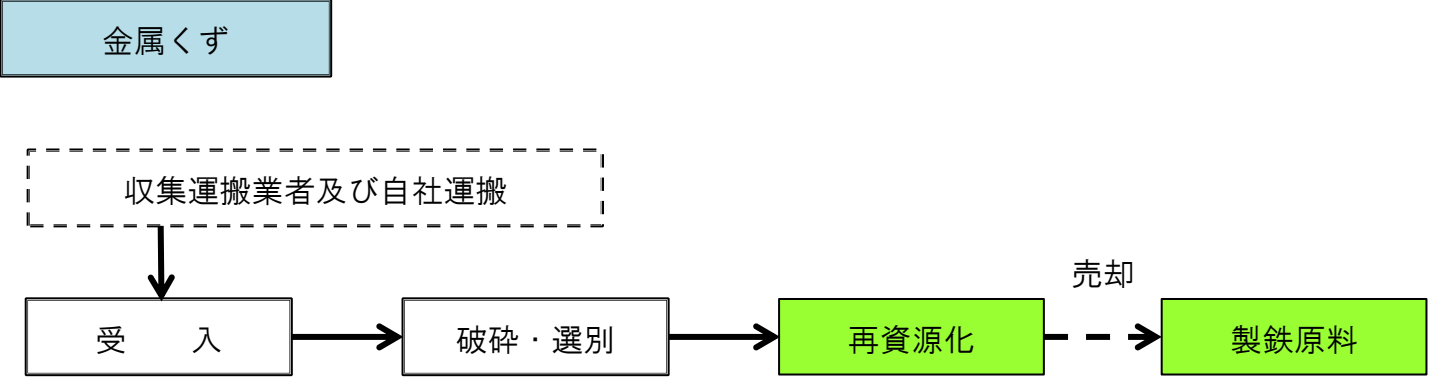 金属くず
収集運搬業者及び自社運搬
売却
受　　入
破砕・選別
再資源化
製鉄原料